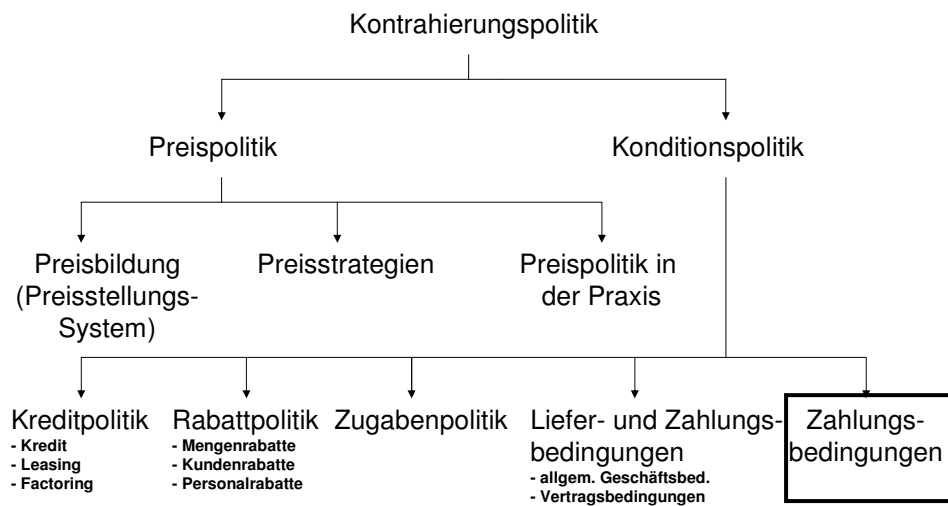 Kontrahierungspolitik
Preispolitik
Konditionspolitik
Preisbildung
(Preisstellungs-
System)
Preisstrategien
Preispolitik in
der Praxis
Kreditpolitik
- Kredit
- Leasing
- Factoring
Rabattpolitik
- Mengenrabatte
- Kundenrabatte
- Personalrabatte
Zugabenpolitik
Liefer- und Zahlungs-
bedingungen
- allgem. Geschäftsbed.
- Vertragsbedingungen
Zahlungs-
bedingungen